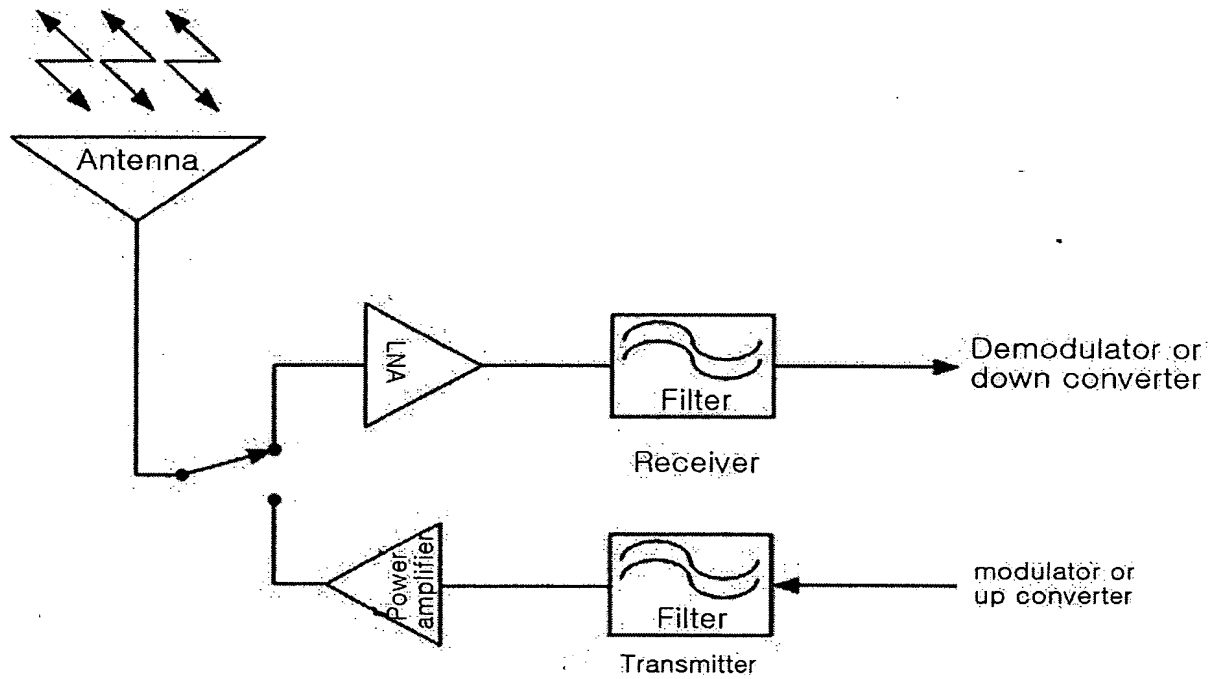 Antenna
LNA
Filter
Demodulator or
down converter
Receiver
Power
amplifier
Filter
modulator or
up converter
Transmitter